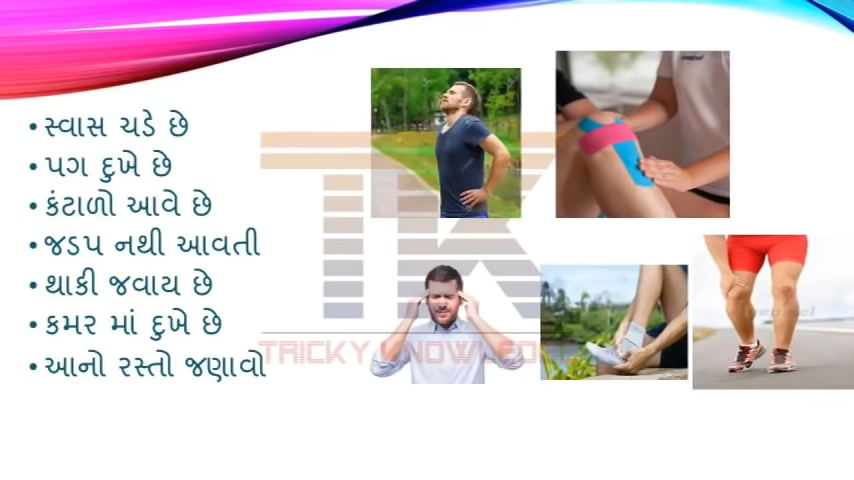 • સ્વાસ ચડે છે
• પગ દુખે છે
• કંટાળો આવે છે
• જડપ નથી આવતી
• થાકી જવાય છે
• કમર માં દુખે છે
• આનો રસ્તો જણાવો
TK
TRICKY KNOWLEDGE